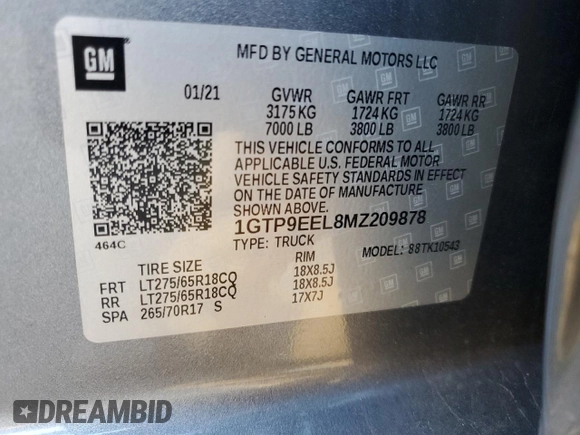 GM
MFD BY GENERAL MOTORS LLC
01/21 GVWR GAWR FRT GAWR RR
3175 KG 1724 KG 1724 KG
7000 LB 3800 LB 3800 LB
THIS VEHICLE CONFORMS TO ALL
APPLICABLE U.S. FEDERAL MOTOR
VEHICLE SAFETY STANDARDS IN EFFECT
ON THE DATE OF MANUFACTURE
SHOWN ABOVE.
1GTP9EEL8MZ209878
464C TYPE: TRUCK MODEL: 88TK10543
TIRE SIZE RIM
FRT LT275/65R18CQ 18X8.5J
RR LT275/65R18CQ 18X8.5J
SPA 265/70R17 S 17X7J
DREAMBID